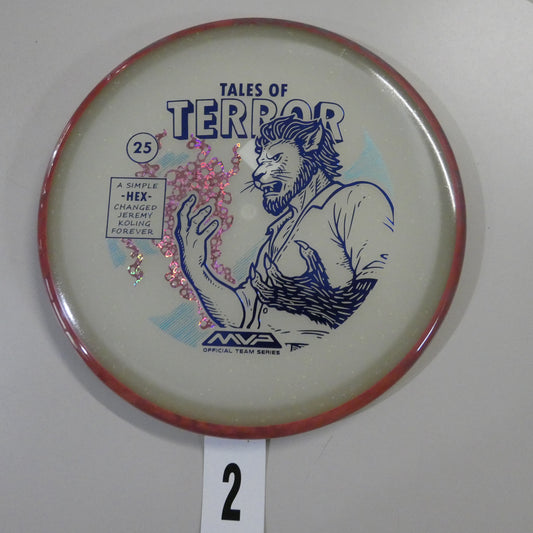 TALES OF
TERROR
25
A SIMPLE
-HEX-
CHANGED
JEREMY
KOLING
FOREVER
MVP
OFFICIAL TEAM SERIES
2